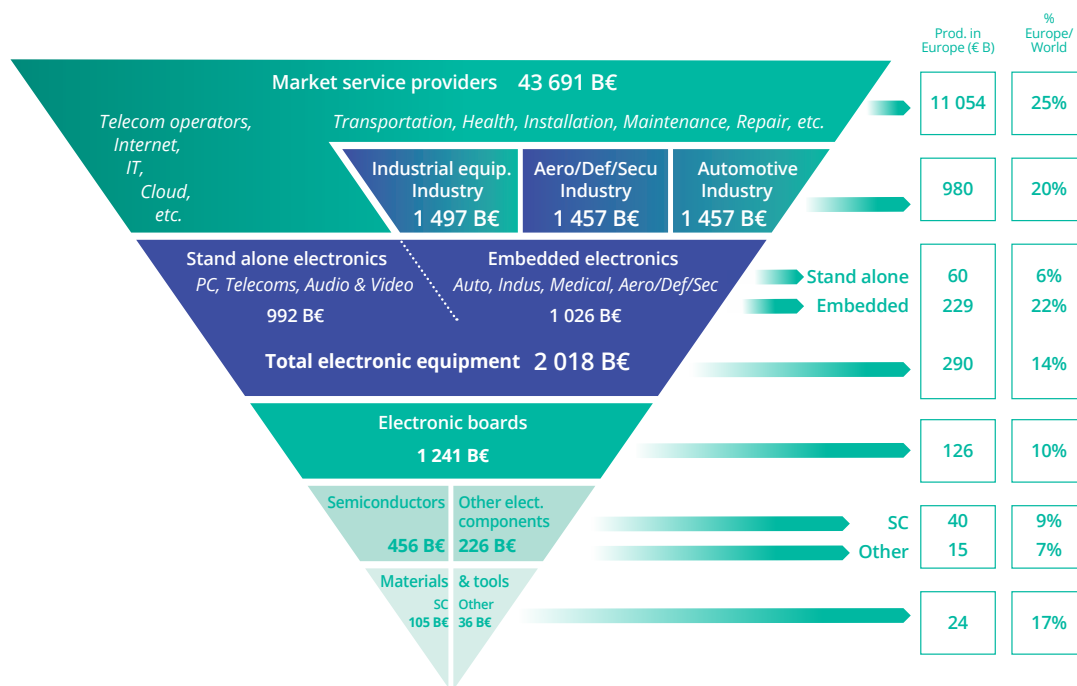 %
Prod. in
Europe (€ B)
Europe/
World
Market service providers 43 691 B€
Telecom operators,
Internet,
IT,
Cloud,
etc.
Transportation, Health, Installation, Maintenance, Repair, etc.
11 054
25%
Industrial equip.
Industry
1 497 B€
Aero/Def/Secu
Industry
1 457 B€
Automotive
Industry
1 457 B€
980
20%
Stand alone electronics
PC, Telecoms, Audio & Video
992 B€
Embedded electronics
Auto, Indus, Medical, Aero/Def/Sec
1 026 B€
Total electronic equipment 2 018 B€
Stand alone
60
6%
Embedded
229
22%
290
14%
Electronic boards
1 241 B€
126
10%
Semiconductors
456 B€
Other elect.
components
226 B€
SC
40
9%
Other
15
7%
Materials & tools
SC
105 B€
Other
36 B€
24
17%